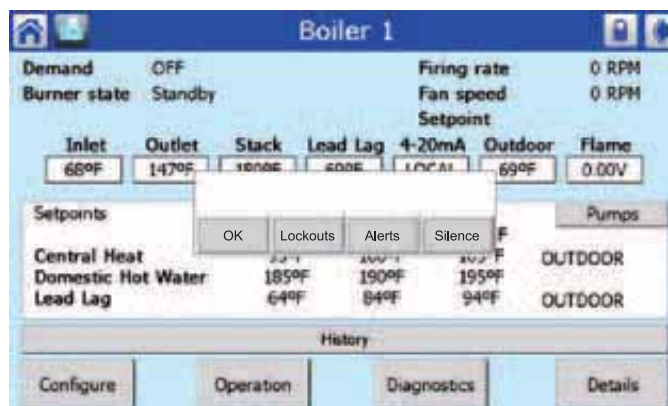 Boiler 1
Demand OFF Firing rate 0 RPM
Burner state Standby Fan speed 0 RPM
Setpoint
Inlet Outlet Stack Lead Lag 4-20mA Outdoor Flame
68ºF 147ºF LOCAL 69ºF 0.00V
Setpoints Pumps
OK Lockouts Alerts Silence F
Central Heat OUTDOOR
Domestic Hot Water 185ºF 190ºF 195ºF
Lead Lag 64ºF 84ºF 94ºF OUTDOOR
History
Configure Operation Diagnostics Details